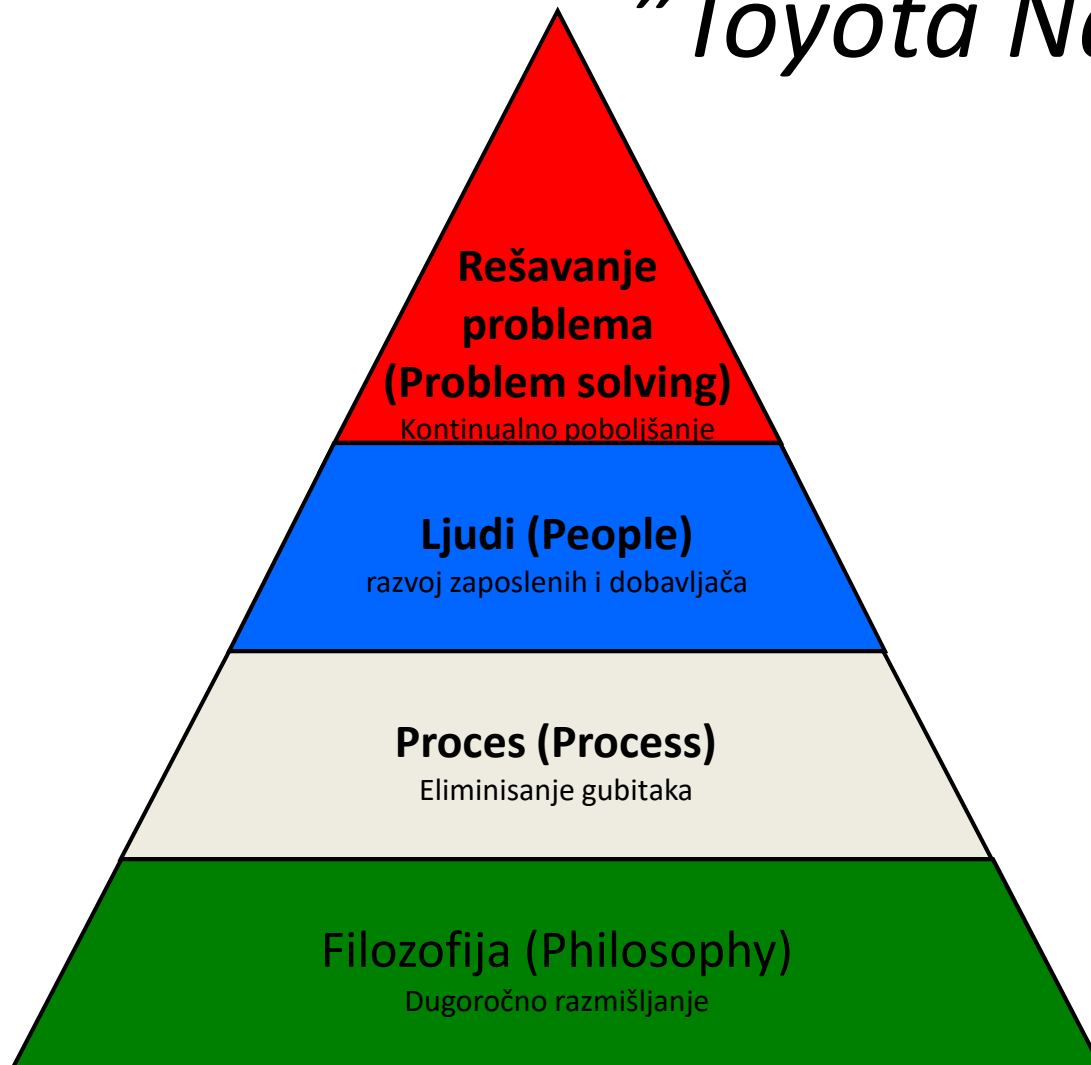 "Toyota
Rešavanje
problema
(Problem solving)
Kontinualno poboljšanje
Ljudi (People)
razvoj zaposlenih i dobavljača
Proces (Process)
Eliminisanje gubitaka
Filozofija (Philosophy)
Dugoročno razmišljanje